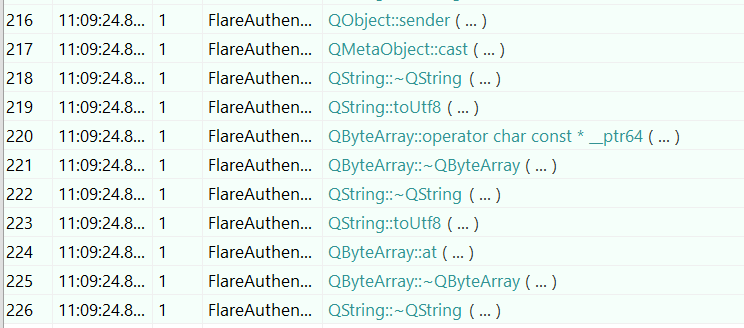 216 11:09:24.8... 1 FlareAuthen... QObject::sender ( ... )
217 11:09:24.8... 1 FlareAuthen... QMetaObject::cast ( ... )
218 11:09:24.8... 1 FlareAuthen... QString::~QString ( ... )
219 11:09:24.8... 1 FlareAuthen... QString::toUtf8 ( ... )
220 11:09:24.8... 1 FlareAuthen... QByteArray::operator char const * __ptr64 ( ... )
221 11:09:24.8... 1 FlareAuthen... QByteArray::~QByteArray ( ... )
222 11:09:24.8... 1 FlareAuthen... QString::~QString ( ... )
223 11:09:24.8... 1 FlareAuthen... QString::toUtf8 ( ... )
224 11:09:24.8... 1 FlareAuthen... QByteArray::at ( ... )
225 11:09:24.8... 1 FlareAuthen... QByteArray::~QByteArray ( ... )
226 11:09:24.8... 1 FlareAuthen... QString::~QString ( ... )